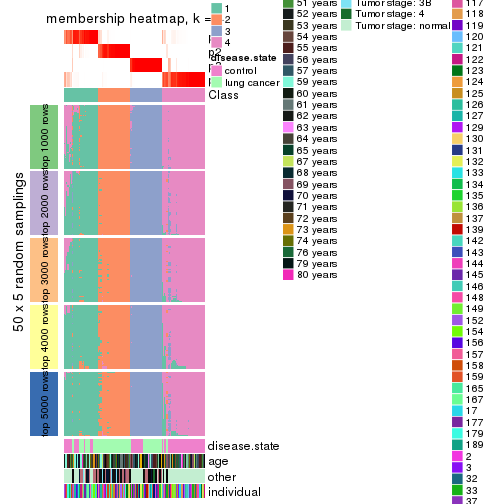 membership heatmap, k =
1
2
3
4
p2
disease.state
control
lung cancer
Class
50 x 5 random samplings
top 1000 rows
top 2000 rows
top 3000 rows
top 4000 rows
top 5000 rows
disease.state
age
other
individual
51 years
52 years
53 years
54 years
55 years
56 years
57 years
59 years
60 years
61 years
62 years
63 years
64 years
65 years
67 years
68 years
69 years
70 years
71 years
72 years
73 years
74 years
76 years
79 years
80 years
Tumor stage: 3B
Tumor stage: 4
Tumor stage: normal
117
118
119
120
121
122
123
124
125
126
127
129
130
131
132
133
134
135
136
137
139
142
143
144
145
146
148
149
152
154
156
157
158
159
165
167
17
177
179
189
2
3
32
33
37